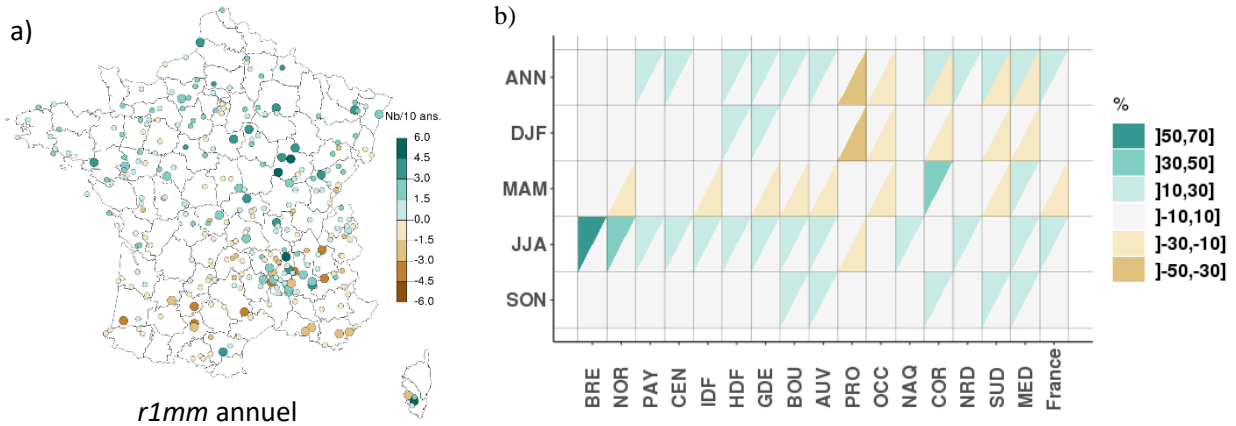 a)
Nb/10 ans.
6.0
4.5
3.0
1.5
0.0
-1.5
-3.0
-4.5
-6.0
r1mm annuel
b)
ANN
DJF
MAM
JJA
SON
BRE
NOR
PAY
CEN
IDF
HDF
GDE
BOU
AUV
PRO
OCC
NAQ
COR
NRD
SUD
MED
France
%
]50,70]
]30,50]
]10,30]
]-10,10]
]-30,-10]
]-50,-30]